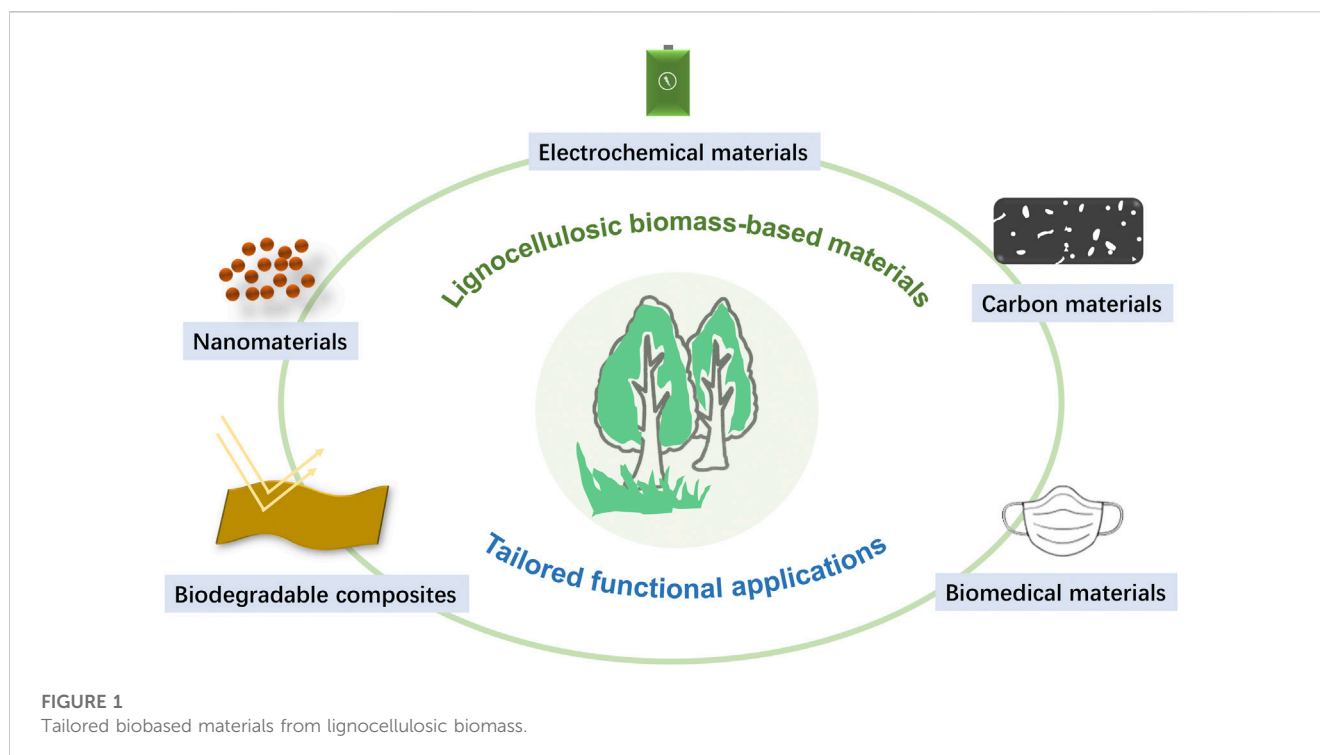 Electrochemical materials
Lignocellulosic biomass-based materials
Carbon materials
Nanomaterials
Tailored functional applications
Biodegradable composites
Biomedical materials
FIGURE 1
Tailored biobased materials from lignocellulosic biomass.